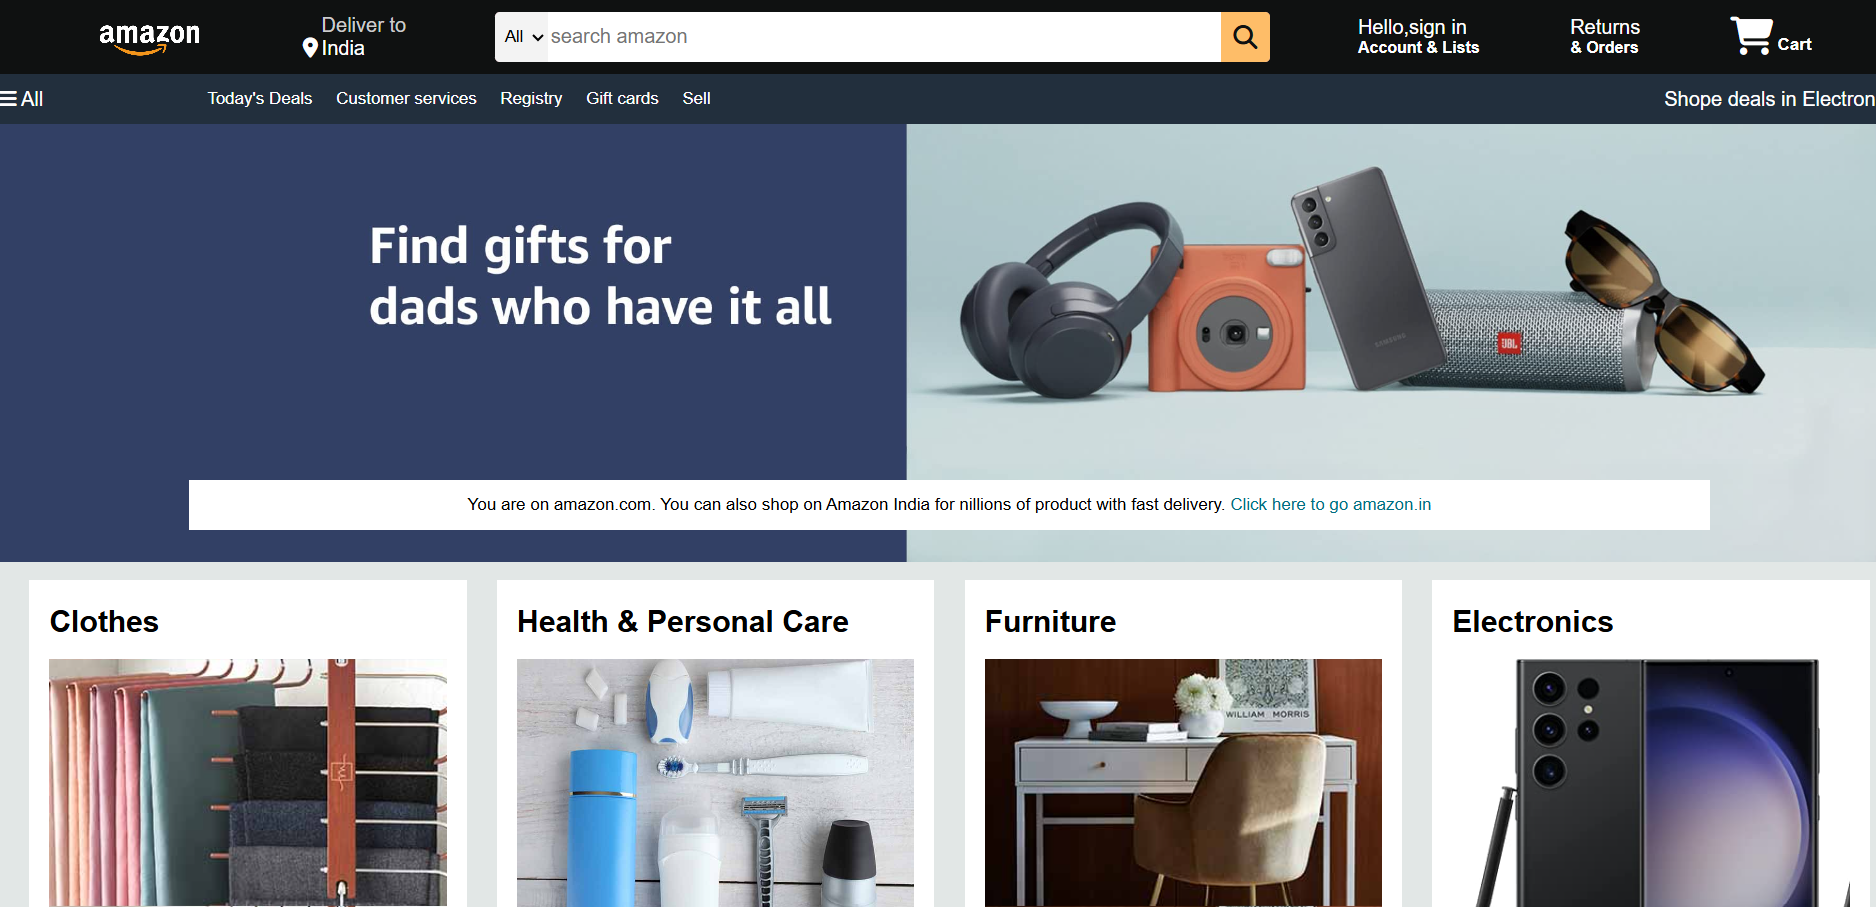 amazon
Deliver to
India
All
search amazon
Hello,sign in
Account & Lists
Returns
& Orders
Cart
All
Today's Deals
Customer services
Registry
Gift cards
Sell
Shope deals in Electron
Find gifts for
dads who have it all
SAMSUNG
JBL
You are on amazon.com. You can also shop on Amazon India for nillions of product with fast delivery. Click here to go amazon.in
Clothes
Health & Personal Care
Furniture
Electronics
WILLIAM MORRIS